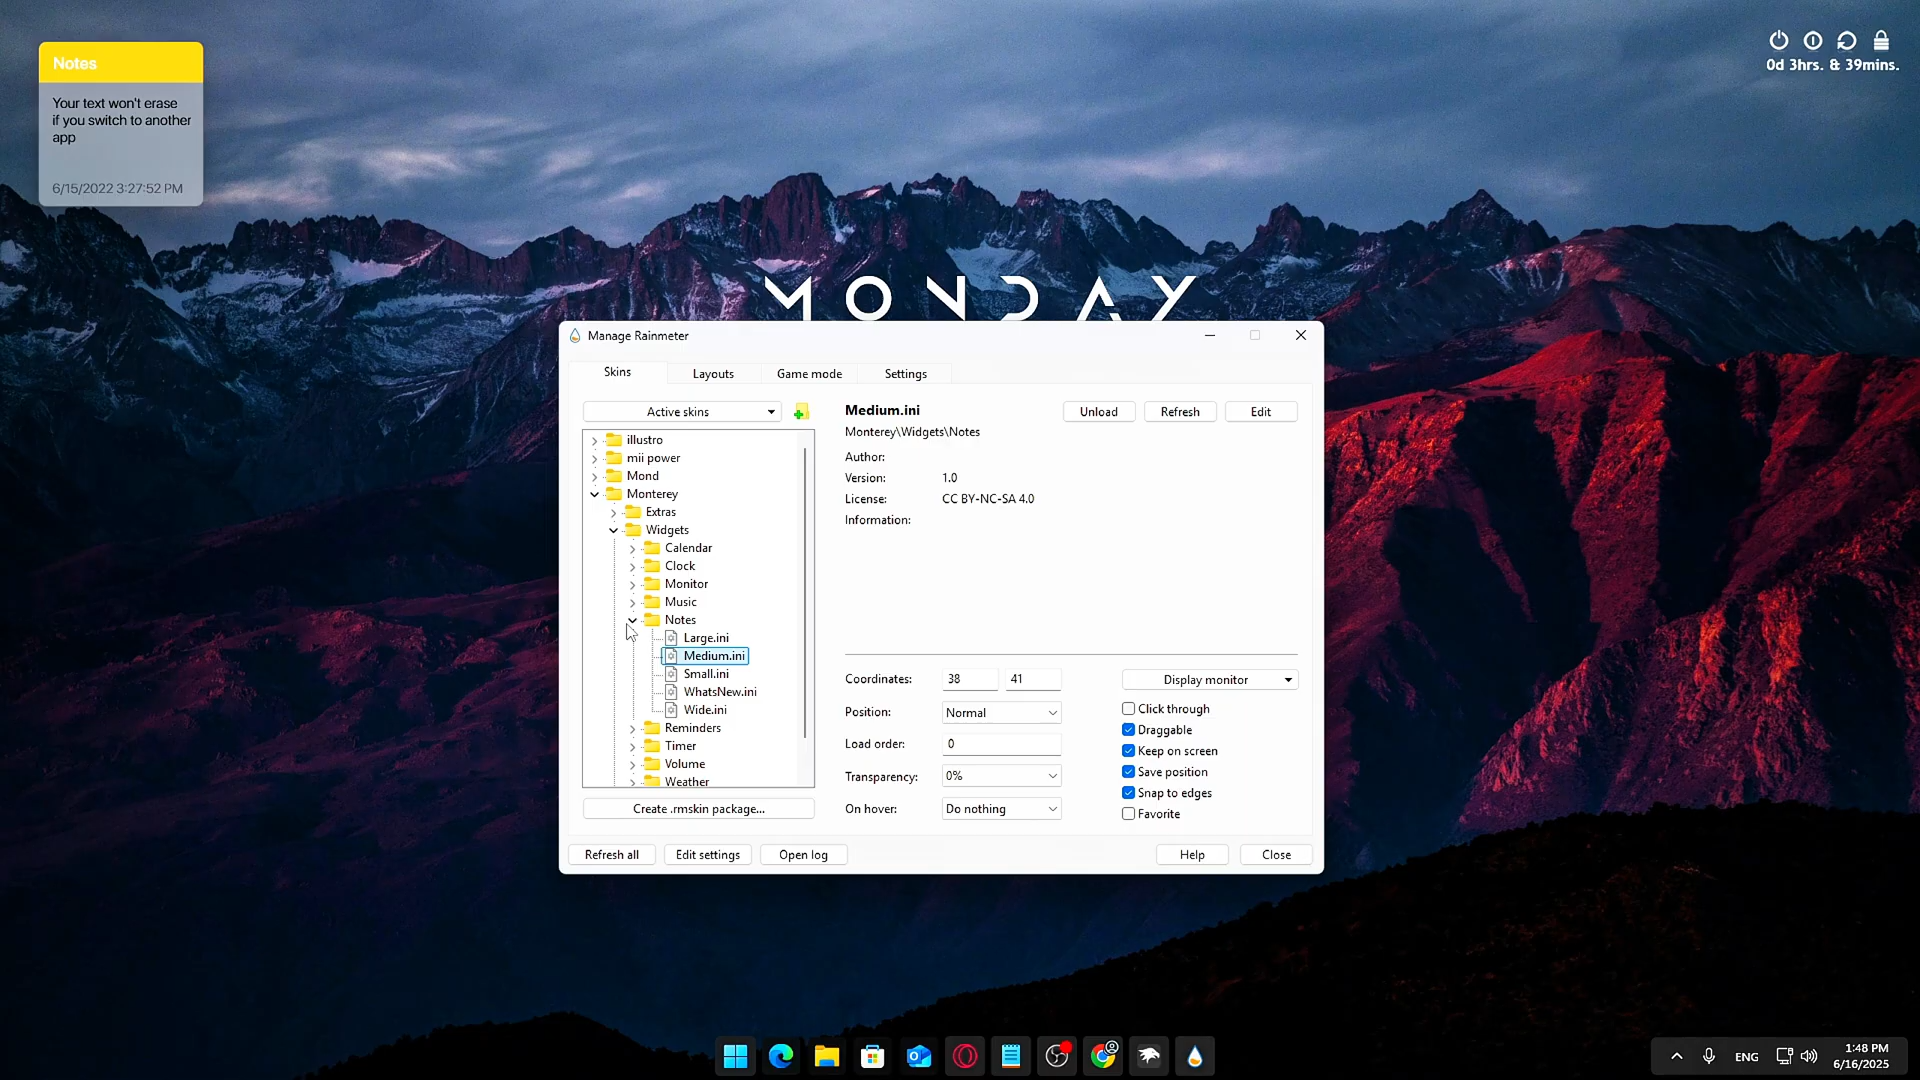 Notes
Your text won't erase
if you switch to another
app
6/15/2022 3:27:52 PM
0d 3hrs. & 39mins.
MONDAY
Manage Rainmeter
Skins
Layouts
Game mode
Settings
Active skins
illustro
mii power
Mond
Monterey
Extras
Widgets
Calendar
Clock
Monitor
Music
Notes
Large.ini
Medium.ini
Small.ini
WhatsNew.ini
Wide.ini
Reminders
Timer
Volume
Weather
Create .rmskin package...
Medium.ini
Unload
Refresh
Edit
Monterey\Widgets\Notes
Author:
Version: 1.0
License: CC BY-NC-SA 4.0
Information:
Coordinates: 38 41
Position: Normal
Load order: 0
Transparency: 0%
On hover: Do nothing
Display monitor
Click through
Draggable
Keep on screen
Save position
Snap to edges
Favorite
Refresh all
Edit settings
Open log
Help
Close
ENG
1:48 PM
6/16/2025